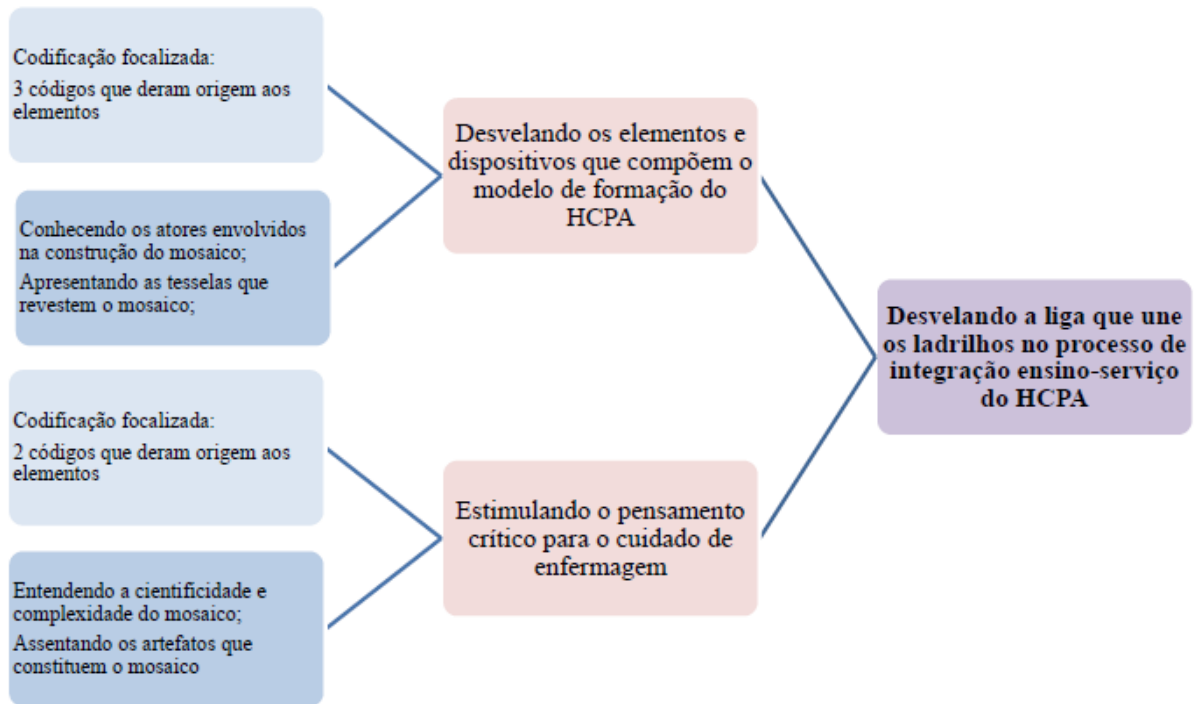 Codificação focalizada:
3 códigos que deram origem aos
elementos
Conhecendo os atores envolvidos
na construção do mosaico;
Apresentando as tesselas que
revestem o mosaico;
Desvelando os elementos e
dispositivos que compõem o
modelo de formação do
HCPA
Codificação focalizada:
2 códigos que deram origem aos
elementos
Entendendo a cientificidade e
complexidade do mosaico;
Assentando os artefatos que
constituem o mosaico
Estimulando o pensamento
crítico para o cuidado de
enfermagem
Desvelando a liga que une
os ladrilhos no processo de
integração ensino-serviço
do HCPA